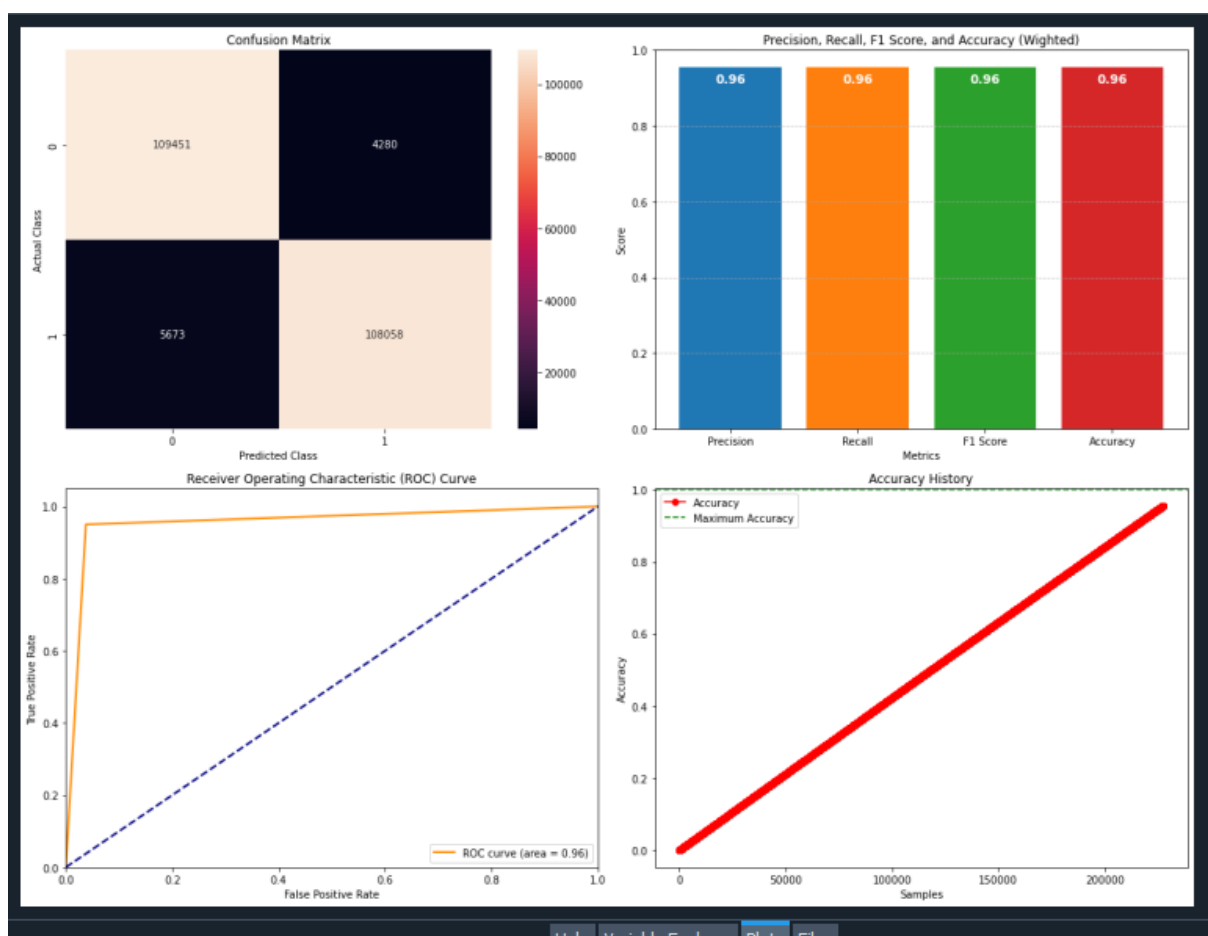 Confusion Matrix
Actual Class
0
1
109451
4280
5673
108058
0
1
Predicted Class
100000
80000
60000
40000
20000
Precision, Recall, F1 Score, and Accuracy (Wighted)
Score
1.0
0.8
0.6
0.4
0.2
0.0
0.96
0.96
0.96
0.96
Precision
Recall
F1 Score
Accuracy
Metrics
Receiver Operating Characteristic (ROC) Curve
True Positive Rate
1.0
0.8
0.6
0.4
0.2
0.0
0.0
0.2
0.4
0.6
0.8
1.0
False Positive Rate
ROC curve (area = 0.96)
Accuracy History
Accuracy
1.0
0.8
0.6
0.4
0.2
0.0
Accuracy
Maximum Accuracy
0
50000
100000
150000
200000
Samples